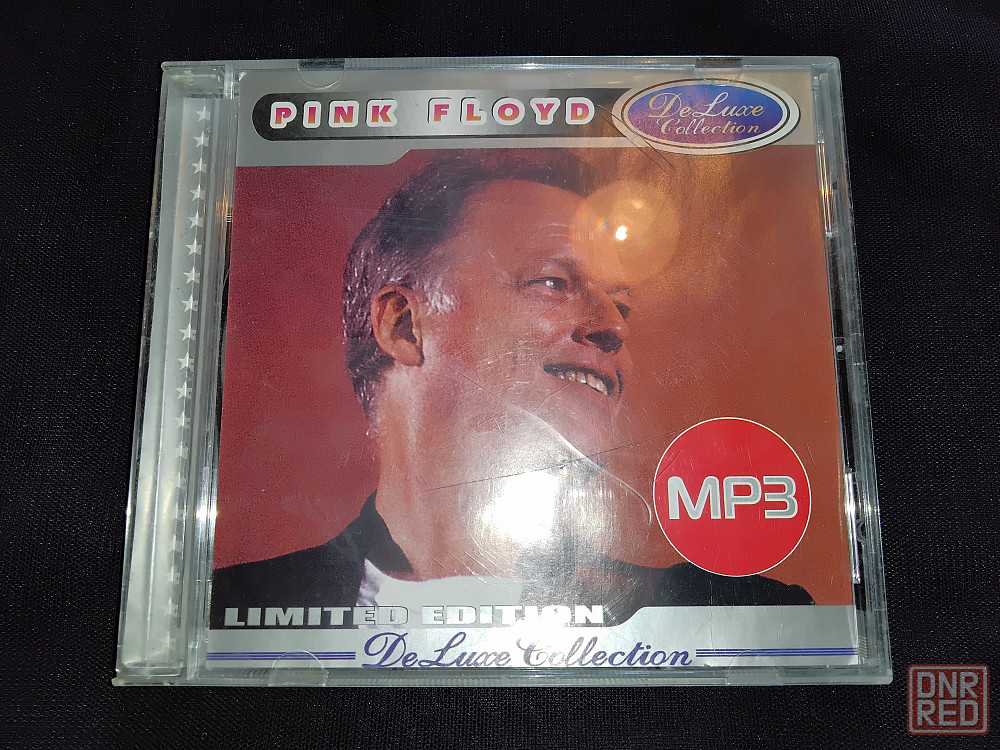 PINK FLOYD
DeLuxe
Collection
MP3
LIMITED EDITION
DeLuxe Collection
DNR
RED